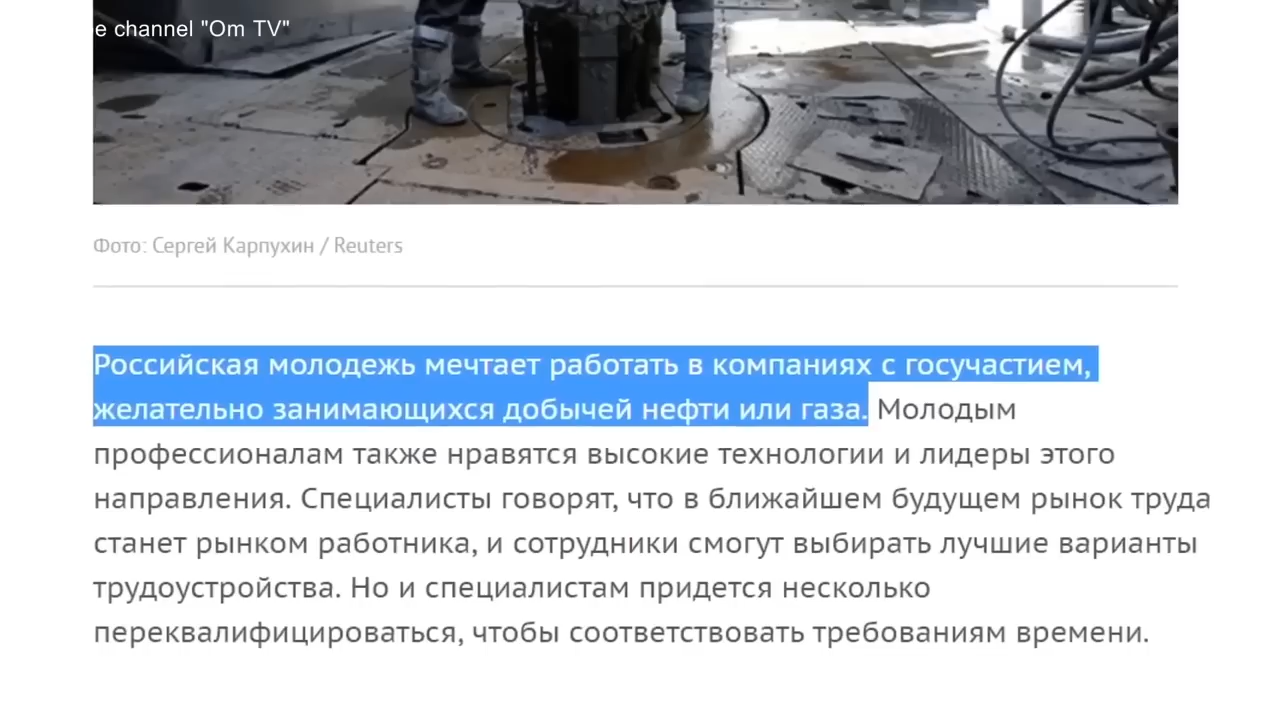 e channel "Om TV"
Фото: Сергей Карпухин / Reuters
Российская молодежь мечтает работать в компаниях с госучастием,
желательно занимающихся добычей нефти или газа. Молодым
профессионалам также нравятся высокие технологии и лидеры этого
направления. Специалисты говорят, что в ближайшем будущем рынок труда
станет рынком работника, и сотрудники смогут выбирать лучшие варианты
трудоустройства. Но и специалистам придется несколько
переквалифицироваться, чтобы соответствовать требованиям времени.